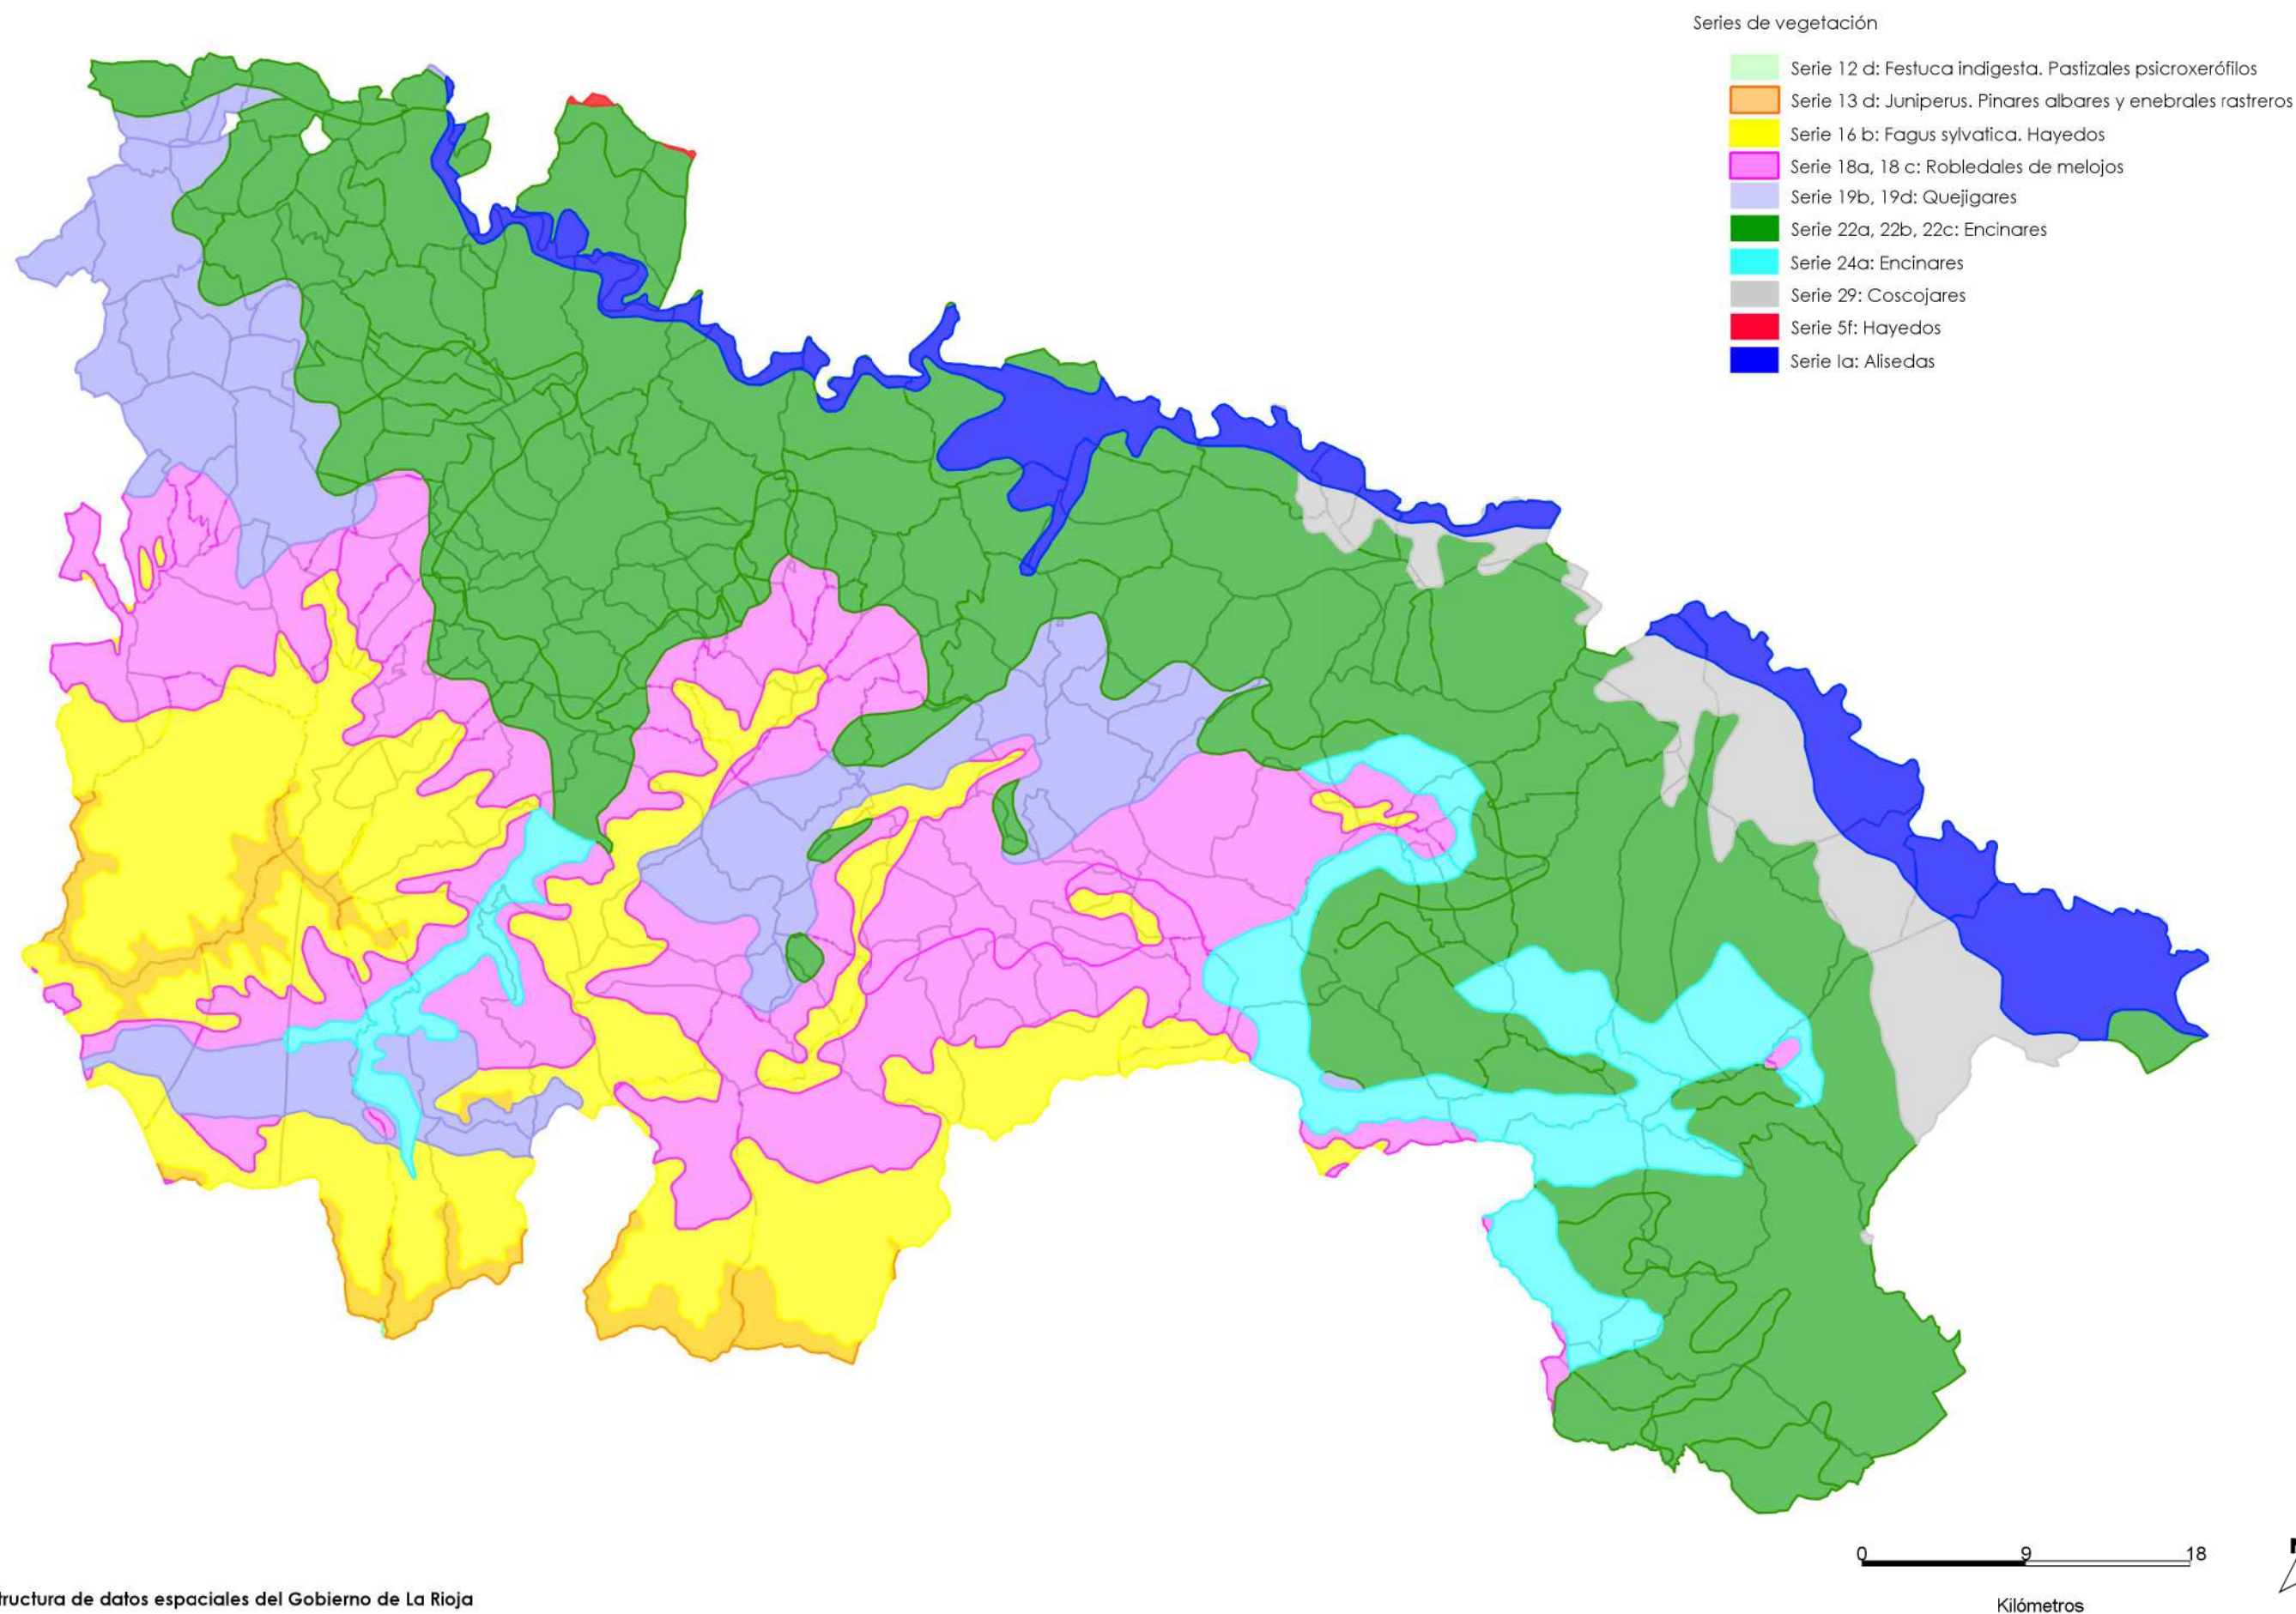 Series de vegetación
Serie 12 d: Festuca indigesta. Pastizales psicroxerófilos
Serie 13 d: Juniperus. Pinares albares y enebrales rastreros
Serie 16 b: Fagus sylvatica. Hayedos
Serie 18a, 18 c: Robledales de melojos
Serie 19b, 19d: Quejigares
Serie 22a, 22b, 22c: Encinares
Serie 24a: Encinares
Serie 29: Coscojares
Serie 5f: Hayedos
Serie Ia: Alisedas
0 9 18
Kilómetros
tructura de datos espaciales del Gobierno de La Rioja